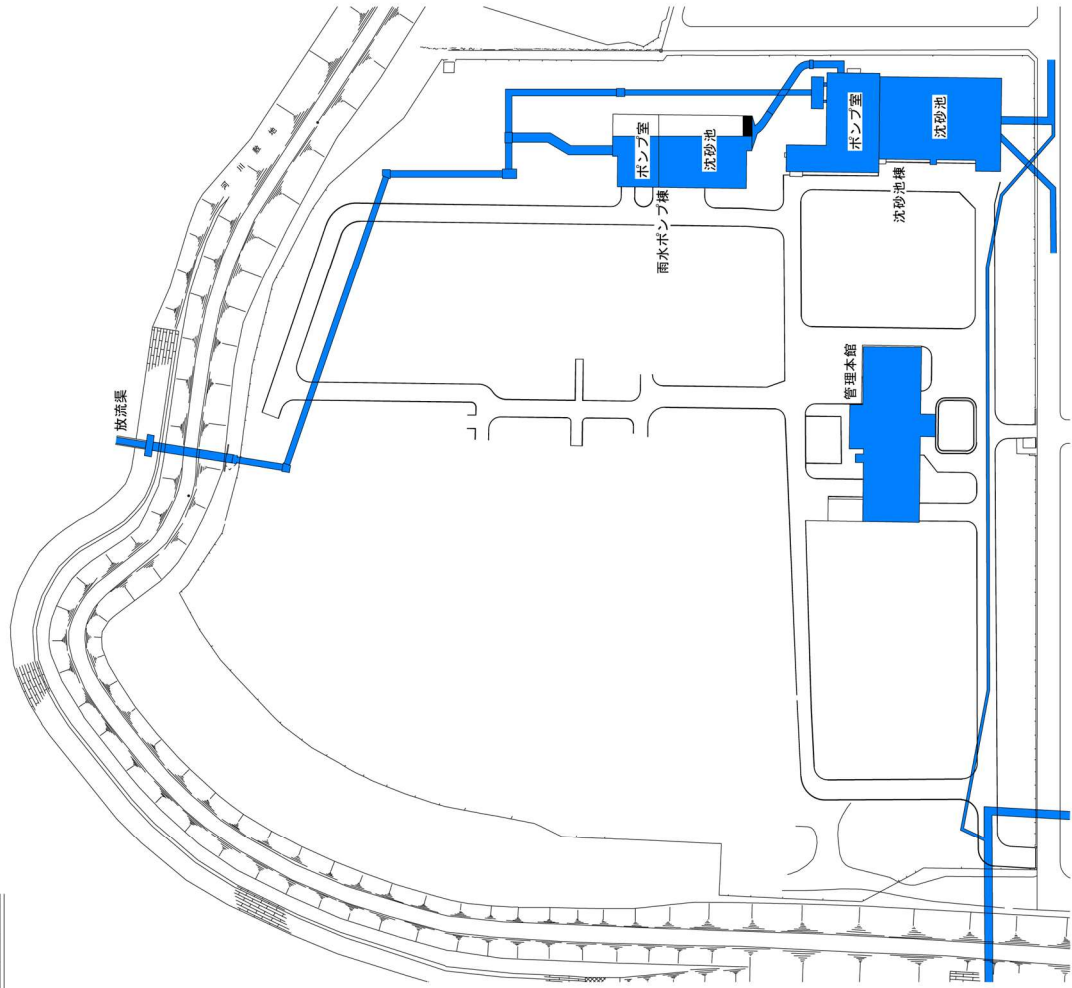 河川敷地
放流渠
ポンプ室
沈砂池
雨水ポンプ棟
ポンプ室
沈砂池
沈砂池棟
管理本館